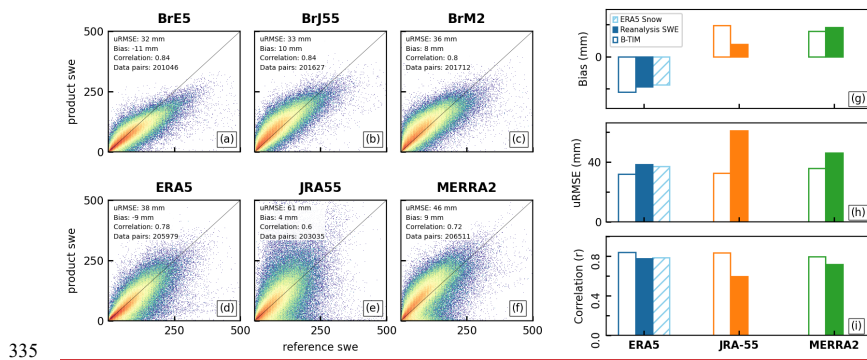 BrE5
BrJ55
BrM2
500
250
0
product swe
uRMSE: 32 mm
Bias: -11 mm
Correlation: 0.84
Data pairs: 201046
(a)
uRMSE: 33 mm
Bias: 10 mm
Correlation: 0.84
Data pairs: 201627
(b)
uRMSE: 36 mm
Bias: 8 mm
Correlation: 0.8
Data pairs: 201712
(c)
250
500
250
500
250
500
ERA5
JRA55
MERRA2
500
250
0
product swe
uRMSE: 38 mm
Bias: -9 mm
Correlation: 0.78
Data pairs: 205979
(d)
uRMSE: 61 mm
Bias: 4 mm
Correlation: 0.6
Data pairs: 203035
(e)
uRMSE: 46 mm
Bias: 9 mm
Correlation: 0.72
Data pairs: 206511
(f)
250
500
250
500
250
500
reference swe
ERA5 Snow
Reanalysis SWE
B-TIM
0
Bias (mm)
(g)
40
0
uRMSE (mm)
(h)
0.8
0.4
0.0
Correlation (r)
(i)
ERA5
JRA-55
MERRA2
335